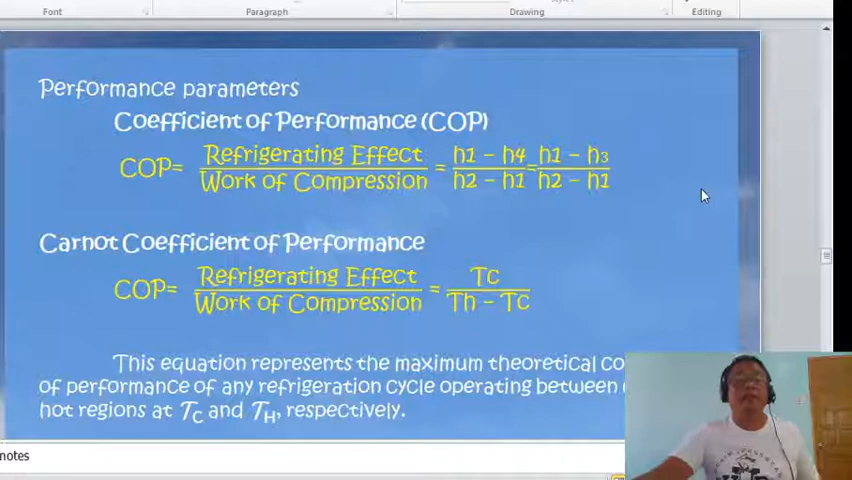 Font
Paragraph
Drawing
Editing
Performance parameters
Coefficient of Performance (COP)
COP= Refrigerating Effect / Work of Compression = h1 – h4 / h2 – h1 = h1 – h3 / h2 – h1
Carnot Coefficient of Performance
COP= Refrigerating Effect / Work of Compression = Tc / Th – Tc
This equation represents the maximum theoretical co
of performance of any refrigeration cycle operating between
hot regions at TC and TH, respectively.
notes